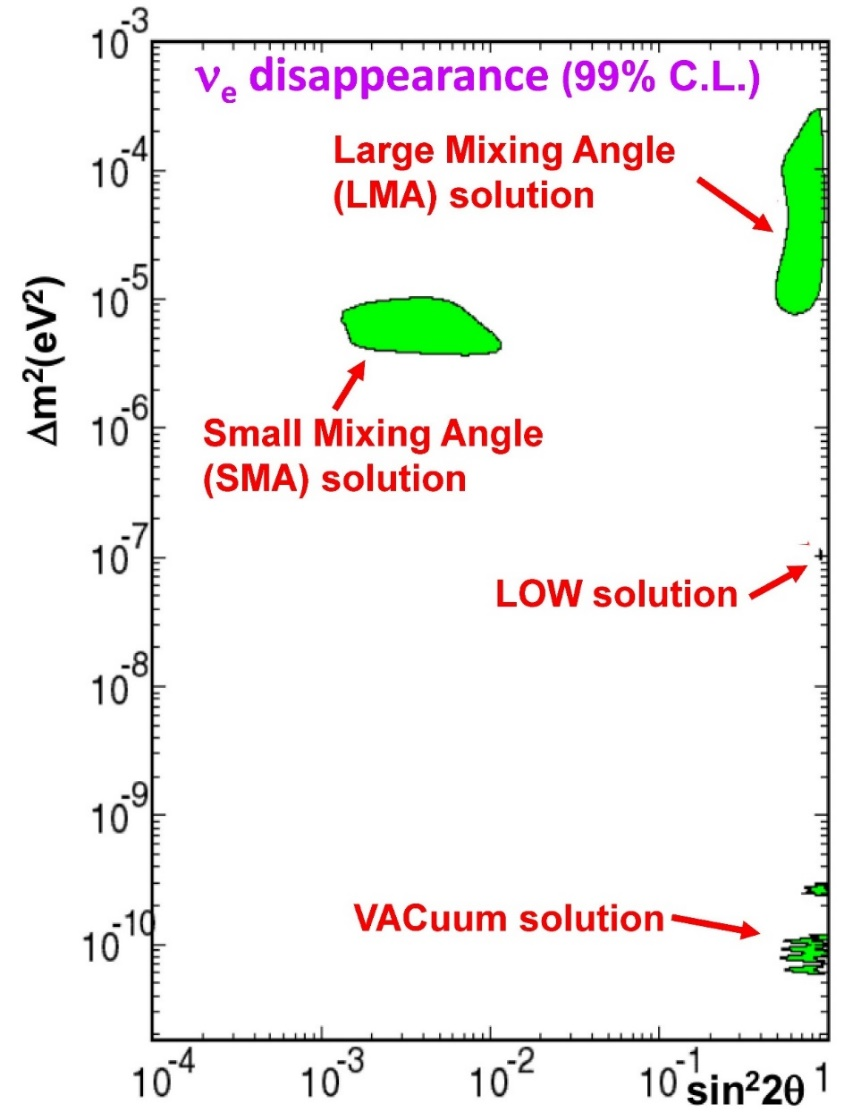 10⁻³
νₑ disappearance (99% C.L.)
Large Mixing Angle
(LMA) solution
10⁻⁴
10⁻⁵
Δm²(eV²)
10⁻⁶
Small Mixing Angle
(SMA) solution
10⁻⁷
LOW solution
10⁻⁸
10⁻⁹
VACuum solution
10⁻¹⁰
10⁻⁴ 10⁻³ 10⁻² 10⁻¹ sin²2θ 1